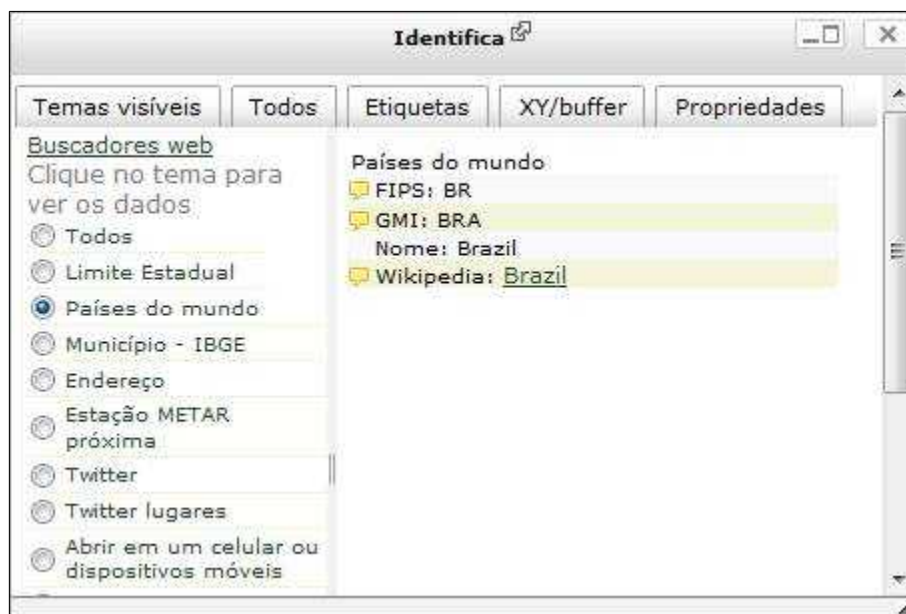 Identifica
Temas visíveis
Todos
Etiquetas
XY/buffer
Propriedades
Buscadores web
Clique no tema para
ver os dados
Todos
Limite Estadual
Países do mundo
Município - IBGE
Endereço
Estação METAR
próxima
Twitter
Twitter lugares
Abrir em um celular ou
dispositivos móveis
Países do mundo
FIPS: BR
GMI: BRA
Nome: Brazil
Wikipedia: Brazil